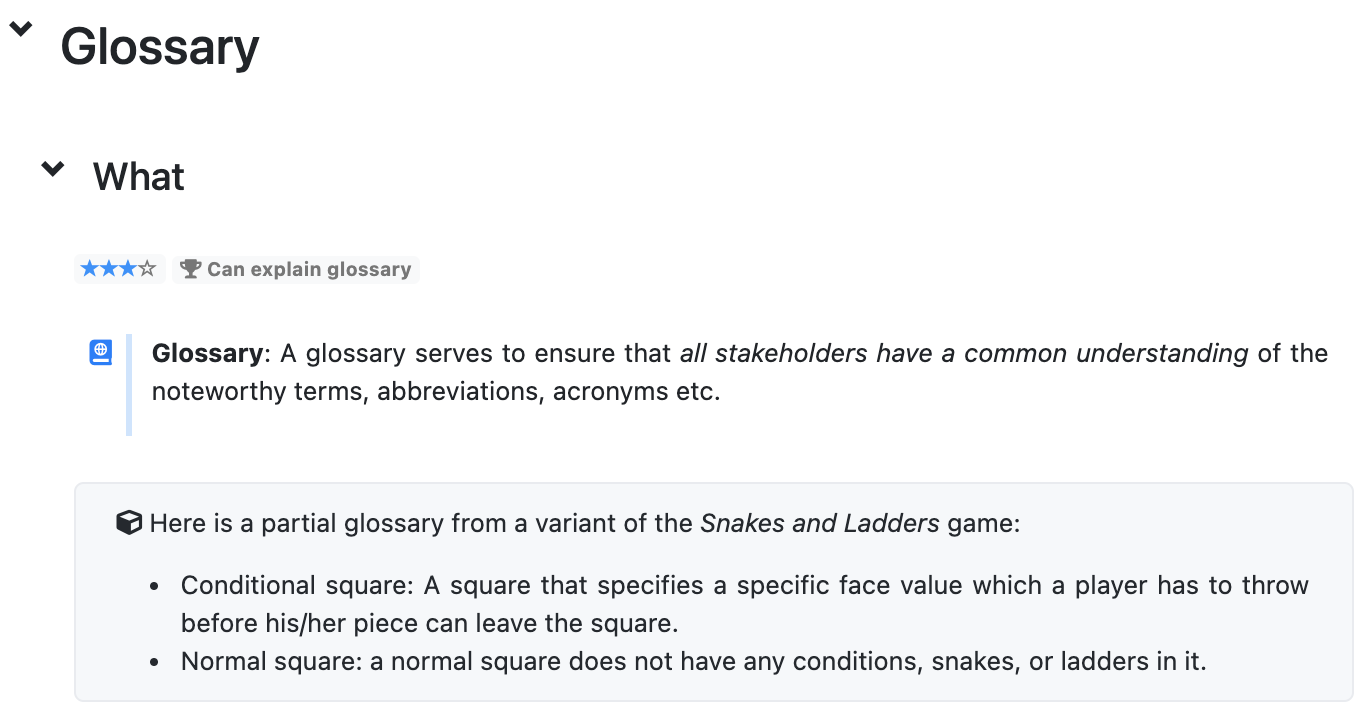 Glossary
What
★★★☆ Can explain glossary
Glossary: A glossary serves to ensure that all stakeholders have a common understanding of the
noteworthy terms, abbreviations, acronyms etc.
Here is a partial glossary from a variant of the Snakes and Ladders game:
• Conditional square: A square that specifies a specific face value which a player has to throw
before his/her piece can leave the square.
• Normal square: a normal square does not have any conditions, snakes, or ladders in it.